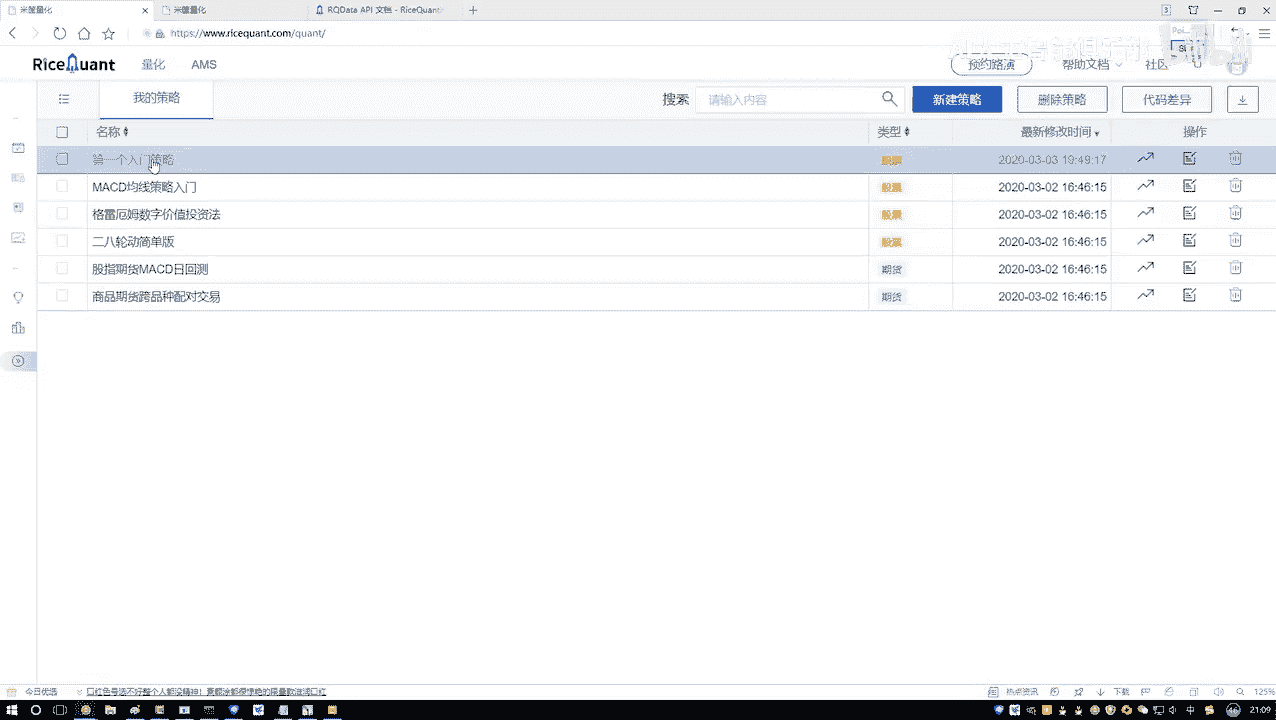 米筐量化
米筐量化
RQData API 文档 - RiceQuant
https://www.ricequant.com/quant/
RiceQuant 量化 AMS 预约路演 帮助文档 社区
我的策略 搜索 请输入内容 新建策略 删除策略 代码差异
名称 类型 最新修改时间 操作
第一个入门策略 股票 2020-03-03 19:49:17
MACD均线策略入门 股票 2020-03-02 16:46:15
格雷厄姆数字价值投资法 股票 2020-03-02 16:46:15
二八轮动简单版 股票 2020-03-02 16:46:15
股指期货MACD日回测 期货 2020-03-02 16:46:15
商品期货跨品种配对交易 期货 2020-03-02 16:46:15
今日优选 热点资讯 下载 125%
中 21:09